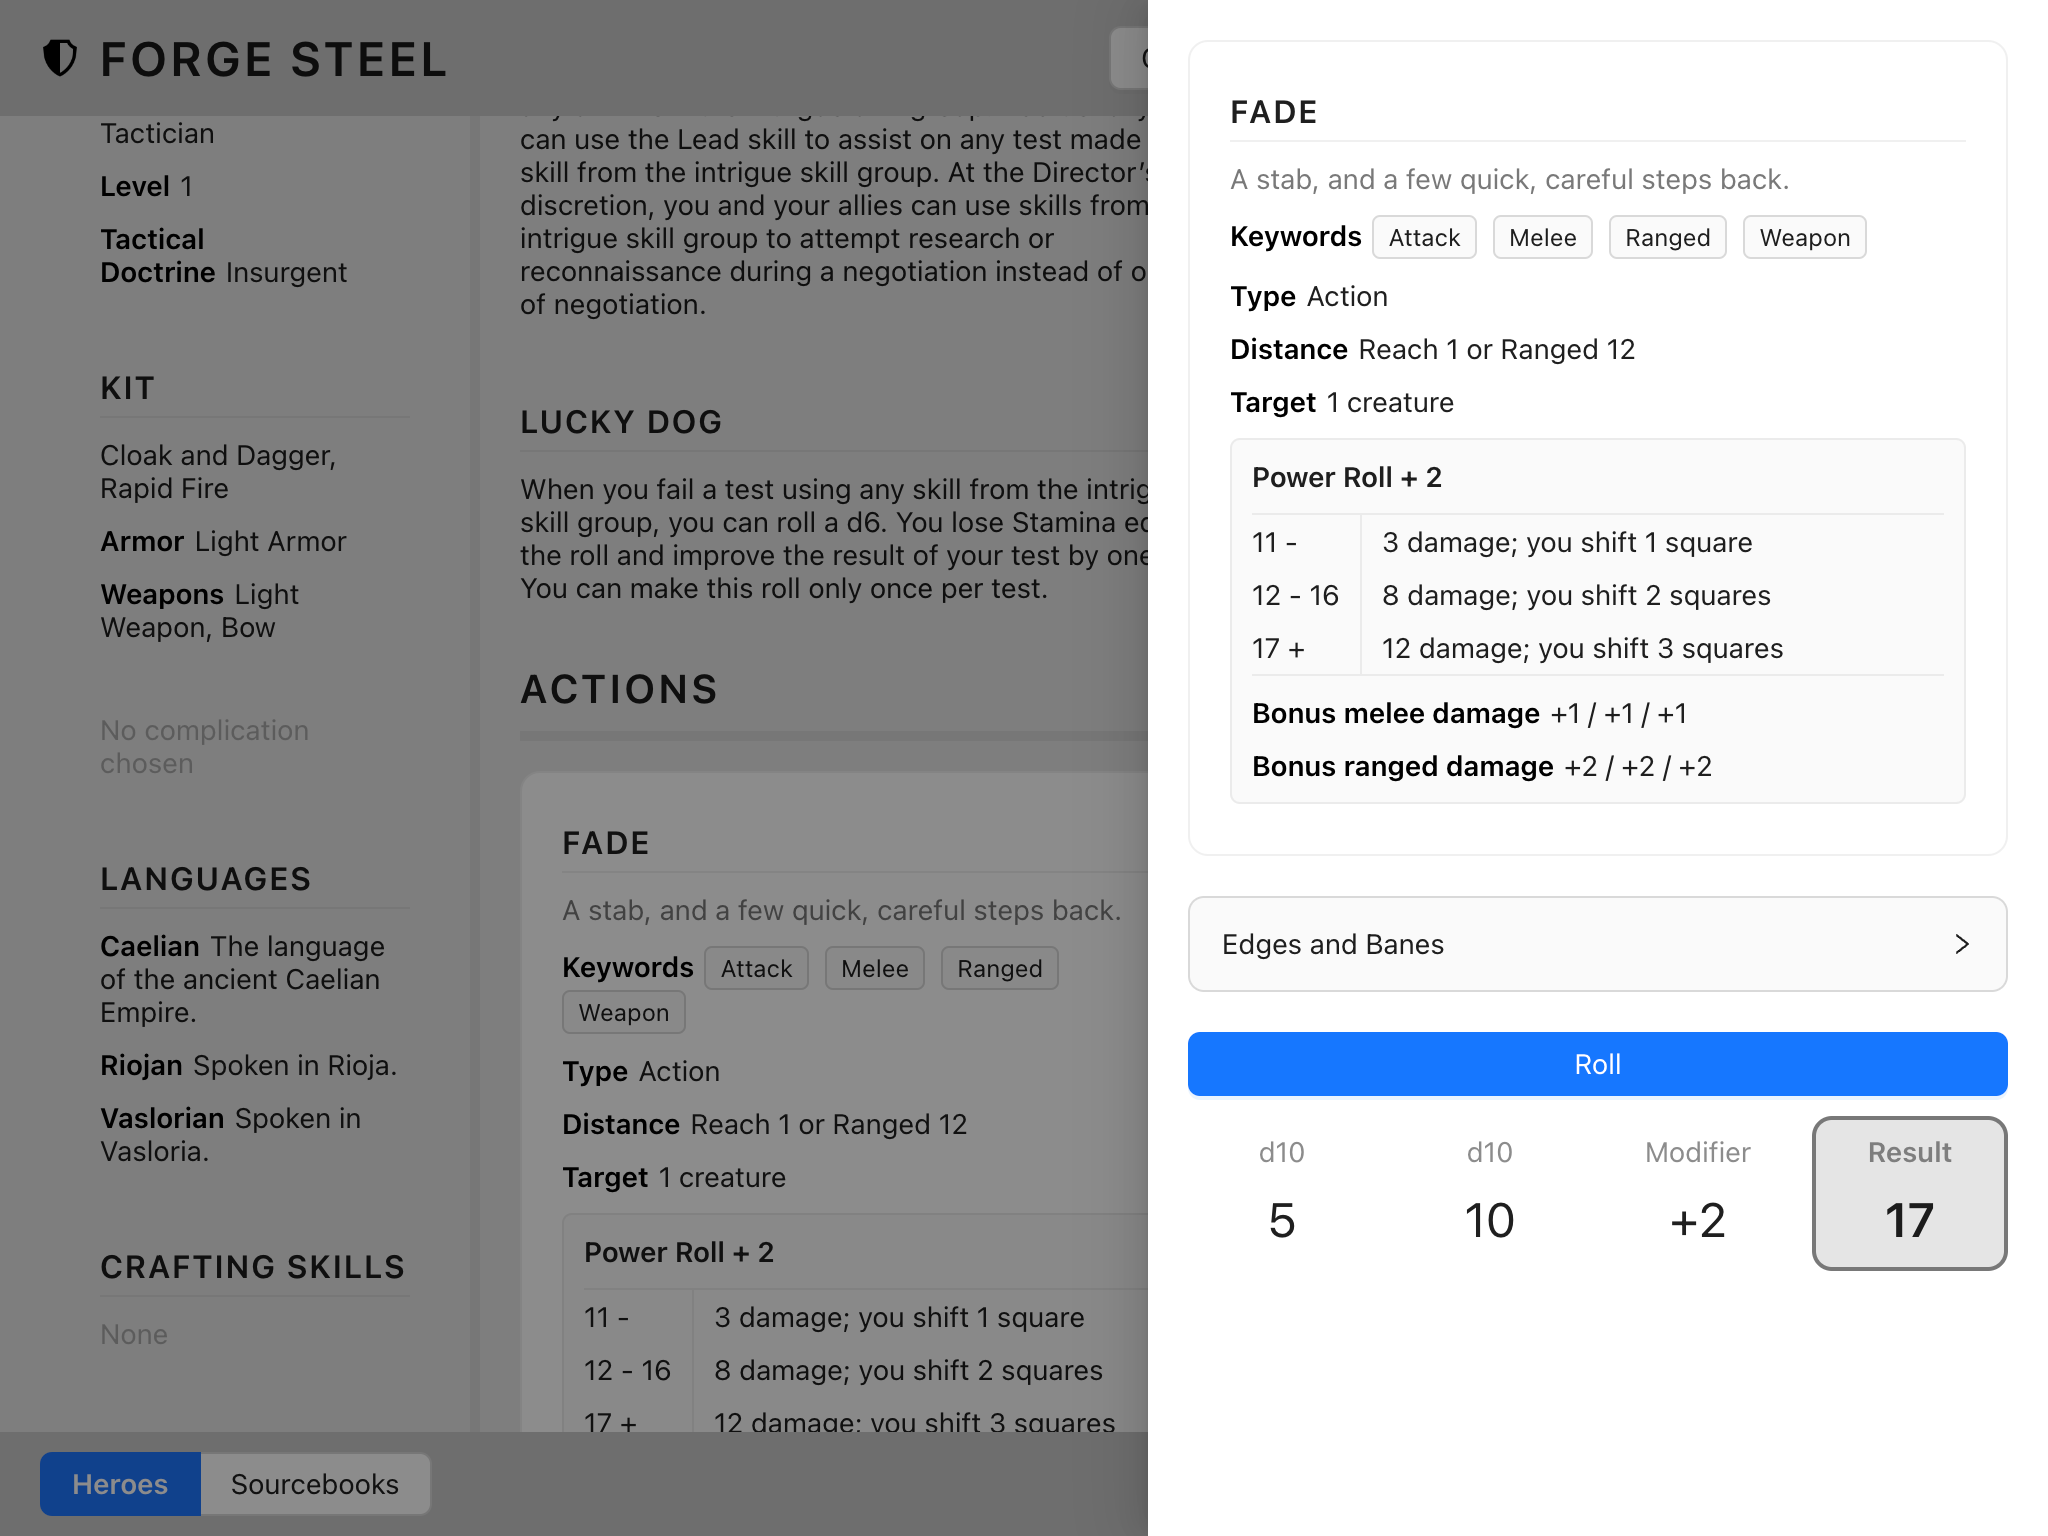 FORGE STEEL
Tactician
Level 1
Tactical
Doctrine Insurgent
KIT
Cloak and Dagger,
Rapid Fire
Armor Light Armor
Weapons Light
Weapon, Bow
No complication
chosen
LANGUAGES
Caelian The language
of the ancient Caelian
Empire.
Riojan Spoken in Rioja.
Vaslorian Spoken in
Vasloria.
CRAFTING SKILLS
None
can use the Lead skill to assist on any test made
skill from the intrigue skill group. At the Director's
discretion, you and your allies can use skills from
intrigue skill group to attempt research or
reconnaissance during a negotiation instead of
of negotiation.
LUCKY DOG
When you fail a test using any skill from the
skill group, you can roll a d6. You lose Stamina
the roll and improve the result of your test by one
You can make this roll only once per test.
ACTIONS
FADE
A stab, and a few quick, careful steps back.
Keywords Attack Melee Ranged
Weapon
Type Action
Distance Reach 1 or Ranged 12
Target 1 creature
Power Roll + 2
11 - 3 damage; you shift 1 square
12 - 16 8 damage; you shift 2 squares
17 + 12 damage; you shift 3 squares
Heroes Sourcebooks
FADE
A stab, and a few quick, careful steps back.
Keywords Attack Melee Ranged Weapon
Type Action
Distance Reach 1 or Ranged 12
Target 1 creature
Power Roll + 2
11 - 3 damage; you shift 1 square
12 - 16 8 damage; you shift 2 squares
17 + 12 damage; you shift 3 squares
Bonus melee damage +1 / +1 / +1
Bonus ranged damage +2 / +2 / +2
Edges and Banes
Roll
d10 d10 Modifier Result
5 10 +2 17